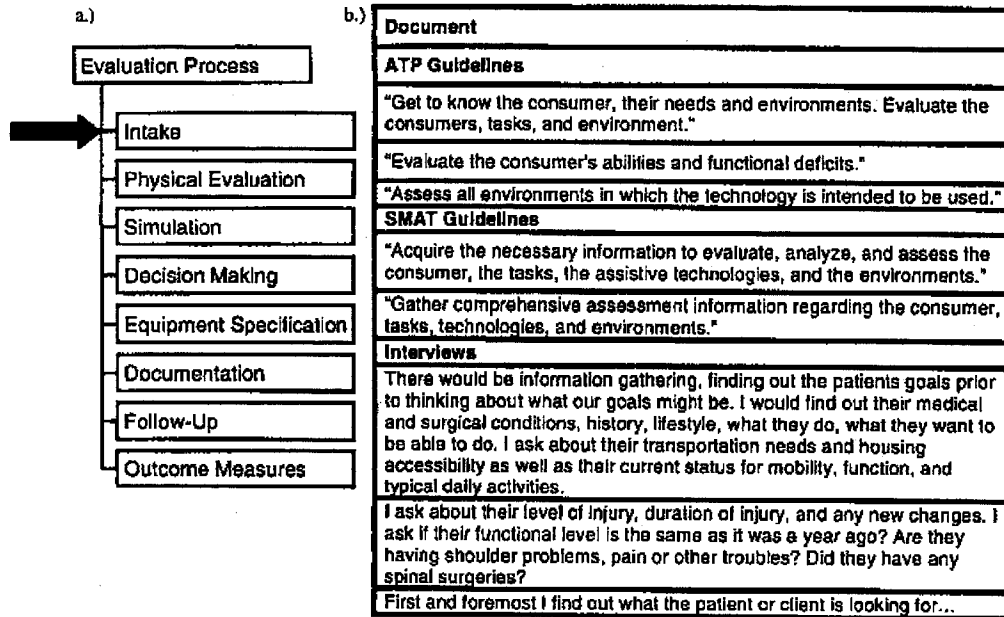 a.)
Evaluation Process
Intake
Physical Evaluation
Simulation
Decision Making
Equipment Specification
Documentation
Follow-Up
Outcome Measures
b.)
Document
ATP Guidelines
"Get to know the consumer, their needs and environments. Evaluate the
consumers, tasks, and environment."
"Evaluate the consumer's abilities and functional deficits."
"Assess all environments in which the technology is intended to be used."
SMAT Guidelines
"Acquire the necessary information to evaluate, analyze, and assess the
consumer, the tasks, the assistive technologies, and the environments."
"Gather comprehensive assessment information regarding the consumer,
tasks, technologies, and environments."
Interviews
There would be information gathering, finding out the patients goals prior
to thinking about what our goals might be. I would find out their medical
and surgical conditions, history, lifestyle, what they do, what they want to
be able to do. I ask about their transportation needs and housing
accessibility as well as their current status for mobility, function, and
typical daily activities.
I ask about their level of injury, duration of injury, and any new changes. I
ask if their functional level is the same as it was a year ago? Are they
having shoulder problems, pain or other troubles? Did they have any
spinal surgeries?
First and foremost I find out what the patient or client is looking for...